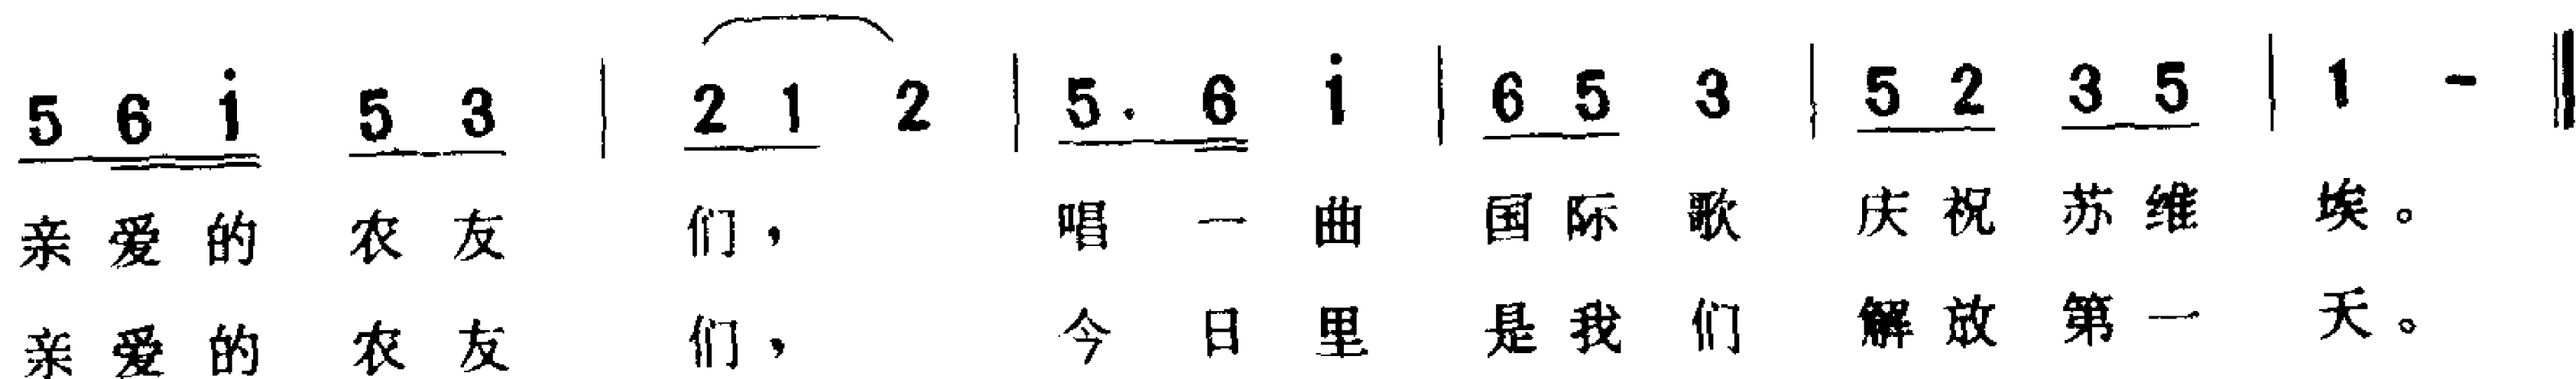 5 6 i 5 3 | 2 1 2 | 5. 6 i | 6 5 3 | 5 2 3 5 | 1 - ‖
亲爱的农友们，唱一曲国际歌庆祝苏维埃。
亲爱的农友们，今日里是我们解放第一天。